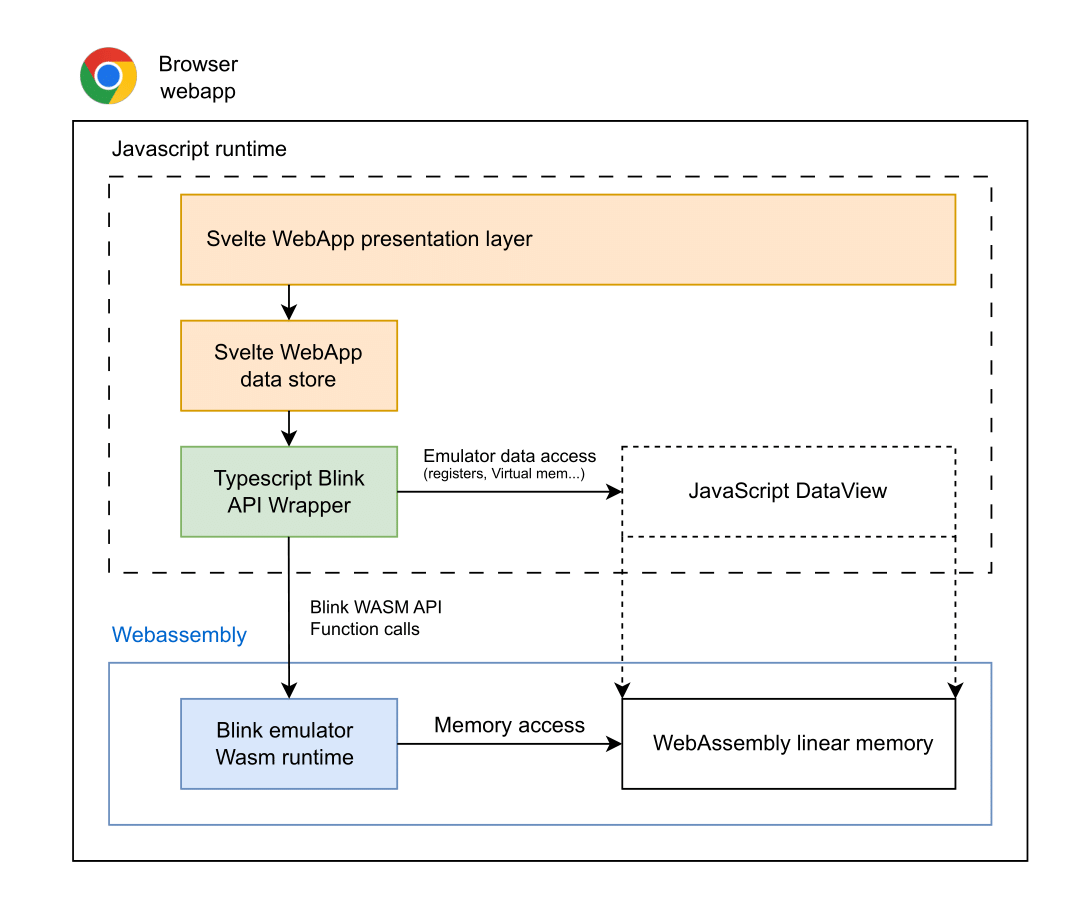 Browser
webapp
Javascript runtime
Svelte WebApp presentation layer
Svelte WebApp
data store
Typescript Blink
API Wrapper
Emulator data access
(registers, Virtual mem...)
JavaScript DataView
Blink WASM API
Function calls
Webassembly
Blink emulator
Wasm runtime
Memory access
WebAssembly linear memory